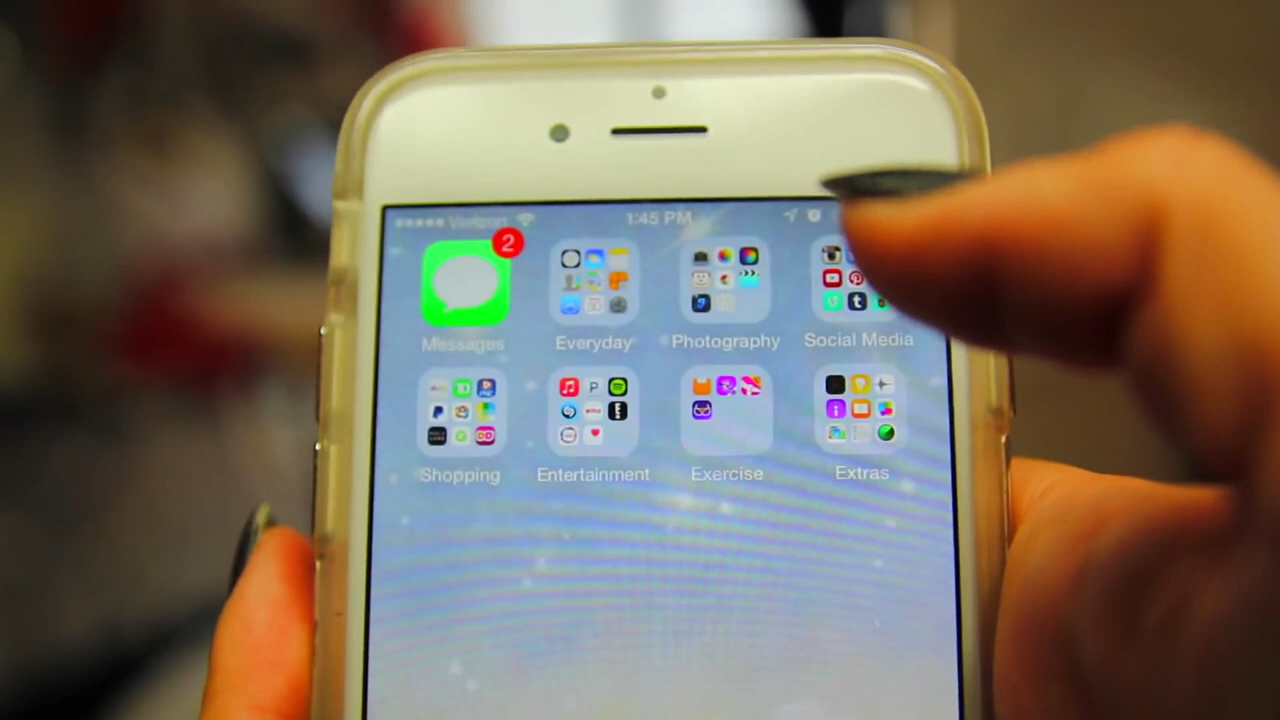 Verizon 1:45 PM
2
Messages Everyday Photography Social Media
Shopping Entertainment Exercise Extras